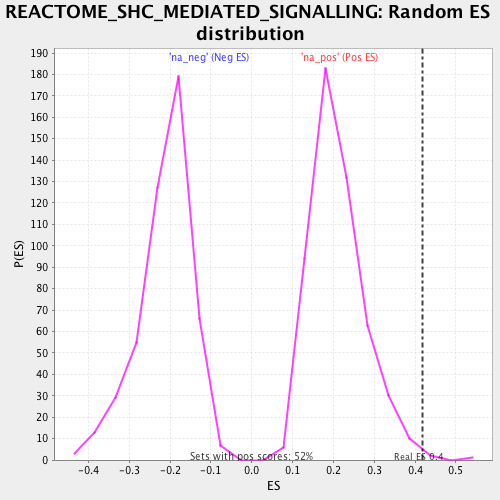 REACTOME_SHC_MEDIATED_SIGNALLING: Random ES
distribution
'na_neg' (Neg ES)
'na_pos' (Pos ES)
190
180
170
160
150
140
130
120
110
100
90
80
70
60
50
40
30
20
10
0
P(ES)
Sets with pos scores: 52%
Real ES 0.4
-0.4 -0.3 -0.2 -0.1 0.0 0.1 0.2 0.3 0.4 0.5
ES